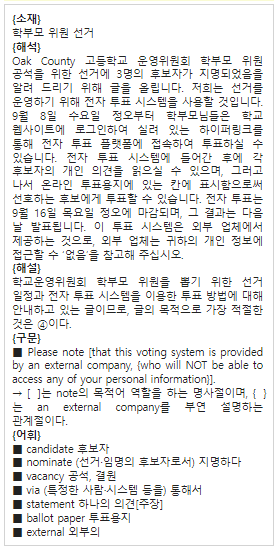 {소재}
학부모 위원 선거
{해석}
Oak County 고등학교 운영위원회 학부모 위원
공석을 위한 선거에 3명의 후보자가 지명되었음을
알려 드리기 위해 글을 올립니다. 저희는 선거를
운영하기 위해 전자 투표 시스템을 사용할 것입니다.
9월 8일 수요일 정오부터 학부모님들은 학교
웹사이트에 로그인하여 실려 있는 하이퍼링크를
통해 전자 투표 플랫폼에 접속하여 투표하실 수
있습니다. 전자 투표 시스템에 들어간 후에 각
후보자의 개인 의견을 읽으실 수 있으며, 그러고
나서 온라인 투표용지에 있는 칸에 표시함으로써
선호하는 후보에게 투표할 수 있습니다. 전자 투표는
9월 16일 목요일 정오에 마감되며, 그 결과는 다음
날 발표됩니다. 이 투표 시스템은 외부 업체에서
제공하는 것으로, 외부 업체는 귀하의 개인 정보에
접근할 수 '없음'을 참고해 주십시오.
{해설}
학교운영위원회 학부모 위원을 뽑기 위한 선거
일정과 전자 투표 시스템을 이용한 투표 방법에 대해
안내하고 있는 글이므로, 글의 목적으로 가장 적절한
것은 ④이다.
{구문}
■ Please note [that this voting system is provided
by an external company, {who will NOT be able to
access any of your personal information}].
→ [ ]는 note의 목적어 역할을 하는 명사절이며, { }
는 an external company를 부연 설명하는
관계절이다.
{어휘}
■ candidate 후보자
■ nominate (선거·임명의 후보자로서) 지명하다
■ vacancy 공석, 결원
■ via (특정한 사람·시스템 등을) 통해서
■ statement 하나의 의견[주장]
■ ballot paper 투표용지
■ external 외부의